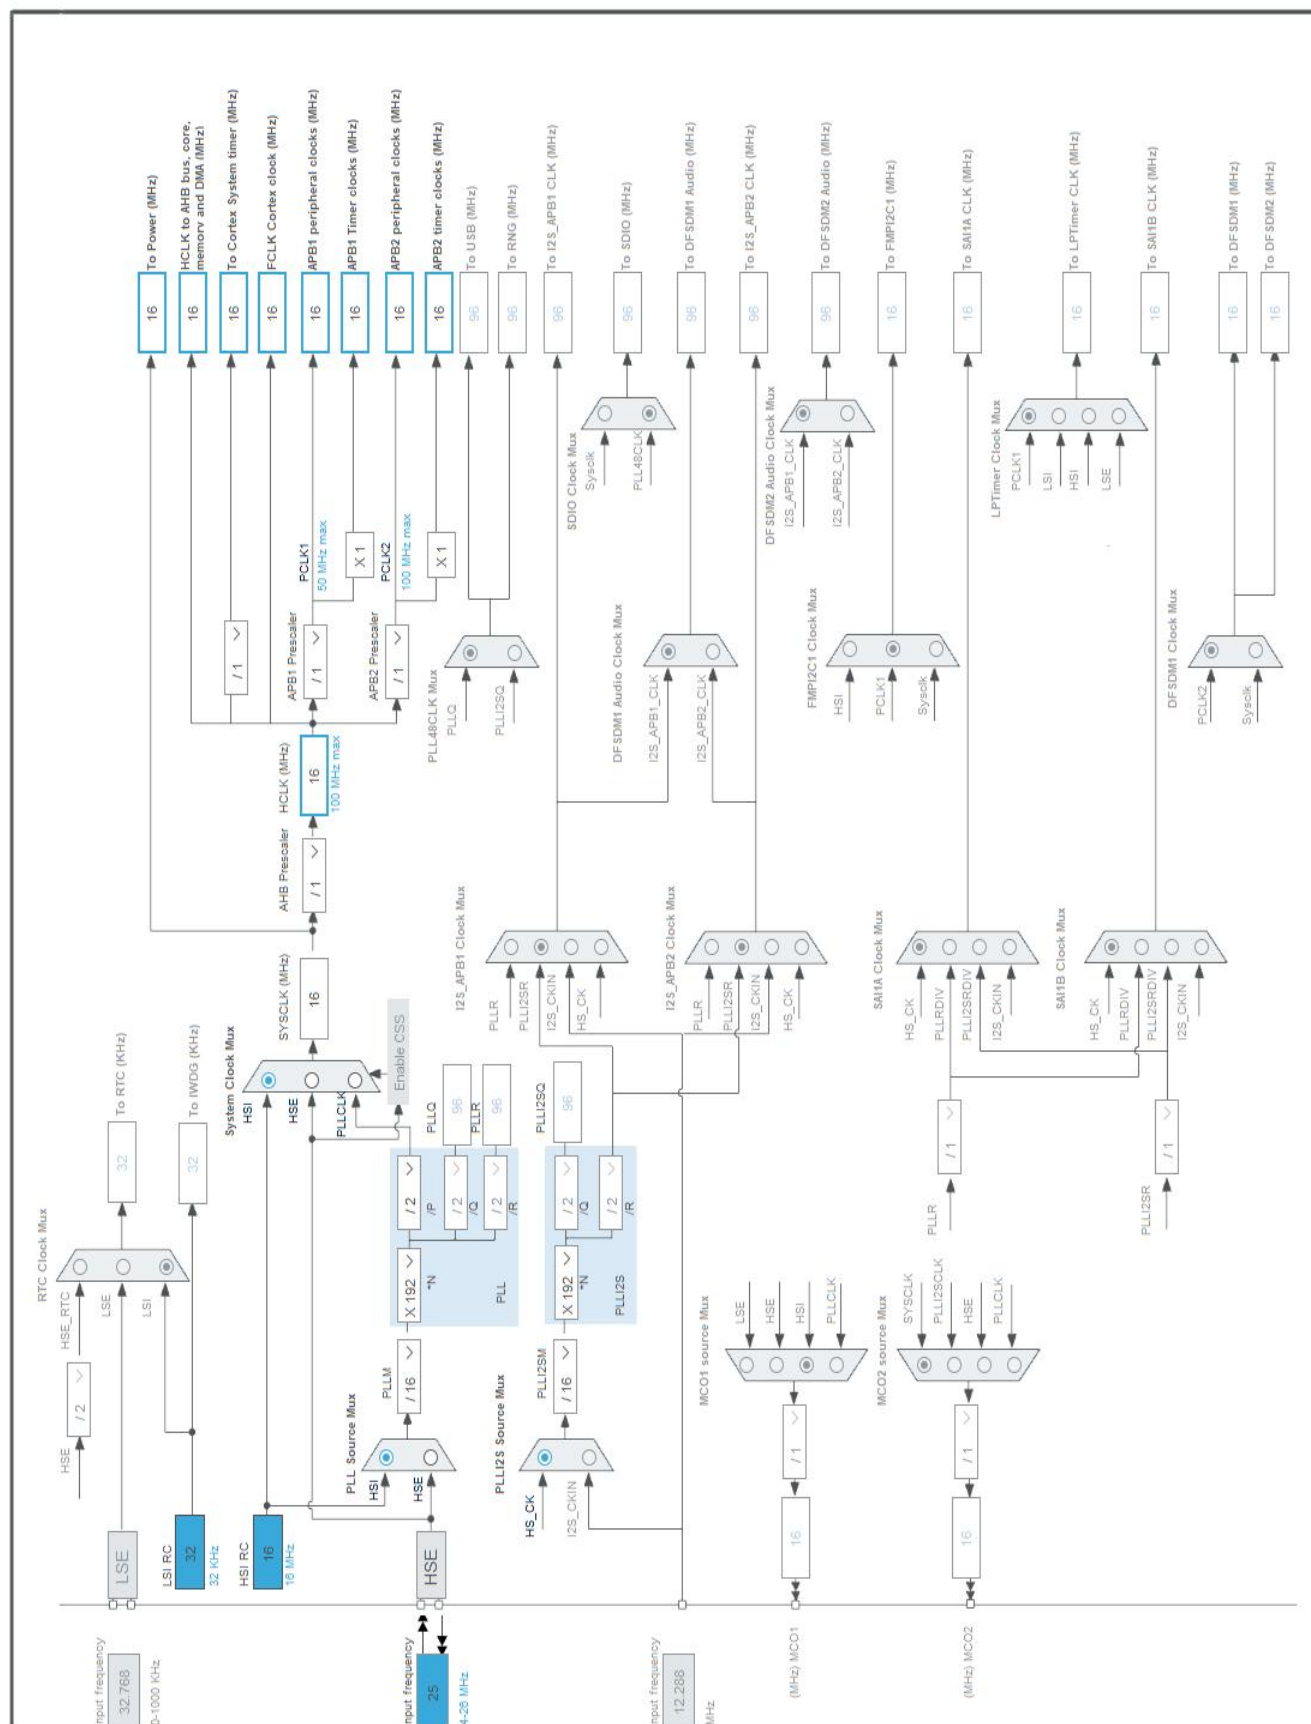 Input frequency
32.768
0-1000 KHz
LSE
HSE
/ 2
HSE_RTC
LSE
LSI
RTC Clock Mux
32
To RTC (KHz)
LSI RC
32
32 KHz
32
To IWDG (KHz)
HSI RC
16
16 MHz
Input frequency
25
4-26 MHz
HSE
PLL Source Mux
HSI
HSE
PLLM
/ 16
X 192
*N
PLL
/ 2
/P
/ 2
/Q
/ 2
/R
PLLQ
96
PLLR
96
System Clock Mux
HSI
HSE
PLLCLK
Enable CSS
SYSCLK (MHz)
16
AHB Prescaler
/ 1
HCLK (MHz)
16
100 MHz max
/ 1
APB1 Prescaler
/ 1
PCLK1
50 MHz max
X 1
APB2 Prescaler
/ 1
PCLK2
100 MHz max
X 1
16
To Power (MHz)
16
HCLK to AHB bus, core,
memory and DMA (MHz)
16
To Cortex System timer (MHz)
16
FCLK Cortex clock (MHz)
16
APB1 peripheral clocks (MHz)
16
APB1 Timer clocks (MHz)
16
APB2 peripheral clocks (MHz)
16
APB2 timer clocks (MHz)
PLL48CLK Mux
PLLQ
PLLI2SQ
96
To USB (MHz)
96
To RNG (MHz)
PLLI2S Source Mux
HS_CK
I2S_CKIN
PLLI2SM
/ 16
X 192
*N
PLLI2S
/ 2
/Q
/ 2
/R
PLLI2SQ
96
I2S_APB1 Clock Mux
PLLR
PLLI2SR
I2S_CKIN
HS_CK
96
To I2S_APB1 CLK (MHz)
SDIO Clock Mux
Sysclk
PLL48CLK
96
To SDIO (MHz)
DFSDM1 Audio Clock Mux
I2S_APB1_CLK
I2S_APB2_CLK
96
To DFSDM1 Audio (MHz)
Input frequency
12.288
MHz
I2S_APB2 Clock Mux
PLLR
PLLI2SR
I2S_CKIN
HS_CK
96
To I2S_APB2 CLK (MHz)
DFSDM2 Audio Clock Mux
I2S_APB1_CLK
I2S_APB2_CLK
96
To DFSDM2 Audio (MHz)
FMPI2C1 Clock Mux
HSI
PCLK1
Sysclk
16
To FMPI2C1 (MHz)
(MHz) MCO1
16
/ 1
MCO1 source Mux
LSE
HSE
HSI
PLLCLK
(MHz) MCO2
16
/ 1
MCO2 source Mux
SYSCLK
PLLI2SCLK
HSE
PLLCLK
PLLR
/ 1
SAI1A Clock Mux
HS_CK
PLLRDIV
PLLI2SRDIV
I2S_CKIN
16
To SAI1A CLK (MHz)
LPTimer Clock Mux
PCLK1
LSI
HSI
LSE
16
To LPTimer CLK (MHz)
PLLI2SR
/ 1
SAI1B Clock Mux
HS_CK
PLLRDIV
PLLI2SRDIV
I2S_CKIN
16
To SAI1B CLK (MHz)
DFSDM1 Clock Mux
PCLK2
Sysclk
16
To DFSDM1 (MHz)
16
To DFSDM2 (MHz)